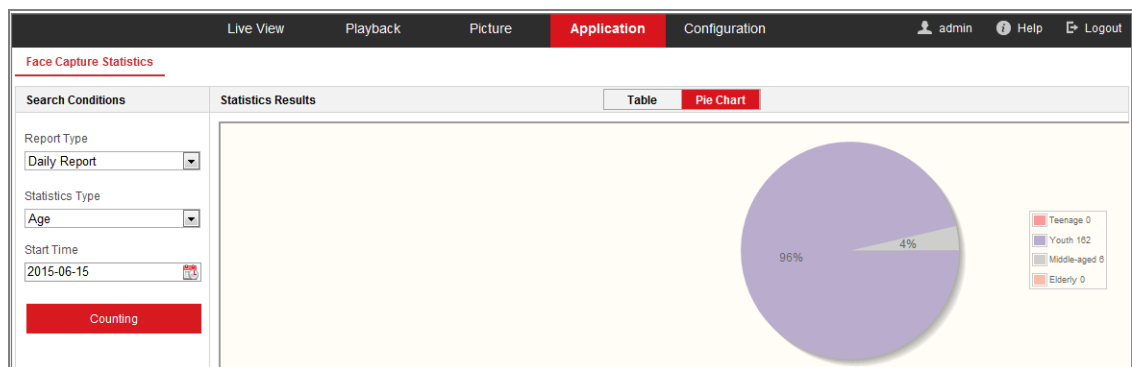 Live View Playback Picture Application Configuration admin Help Logout
Face Capture Statistics
Search Conditions
Statistics Results
Table Pie Chart
Report Type
Daily Report
Statistics Type
Age
Start Time
2015-06-15
Counting
96%
4%
Teenage 0
Youth 162
Middle-aged 6
Elderly 0